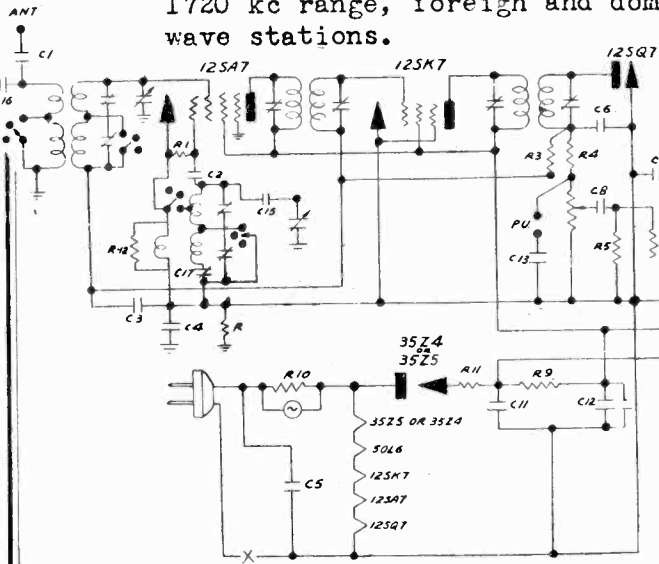 1720 kc range, foreign and dom
wave stations.
ANT
C1
16
12SA7
12SK7
12SQ7
R1
C2
C15
R12
C17
C3
C4
R
C6
R3
R4
C8
PU.
C13
R5
35Z4
OR
35Z5
R10
R11
R9
C11
C12
C5
35Z5 OR 35Z4
50L6
12SK7
12SA7
12SQ7
X